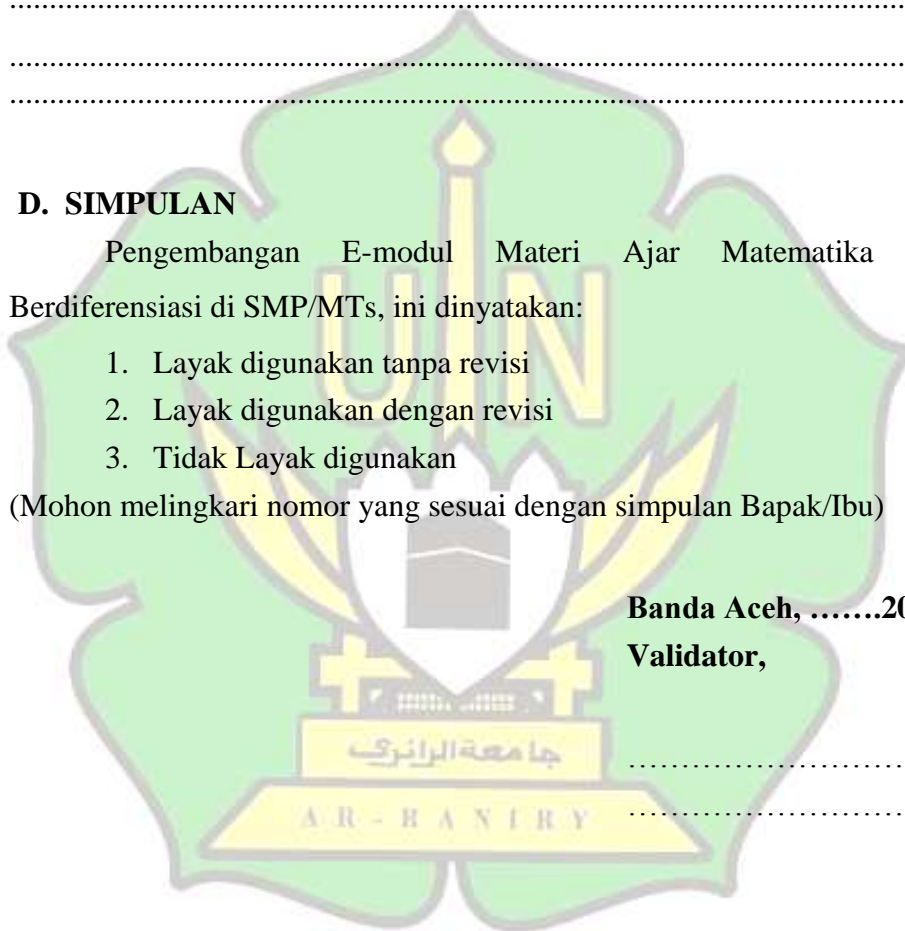 ................................................................................................................
................................................................................................................
................................................................................................................
D. SIMPULAN
Pengembangan E-modul Materi Ajar Matematika
Berdiferensiasi di SMP/MTs, ini dinyatakan:
1. Layak digunakan tanpa revisi
2. Layak digunakan dengan revisi
3. Tidak Layak digunakan
(Mohon melingkari nomor yang sesuai dengan simpulan Bapak/Ibu)
Banda Aceh, …….20
Validator,
………………………
………………………
UIN
جامعة الرانري
AR - RANIRY